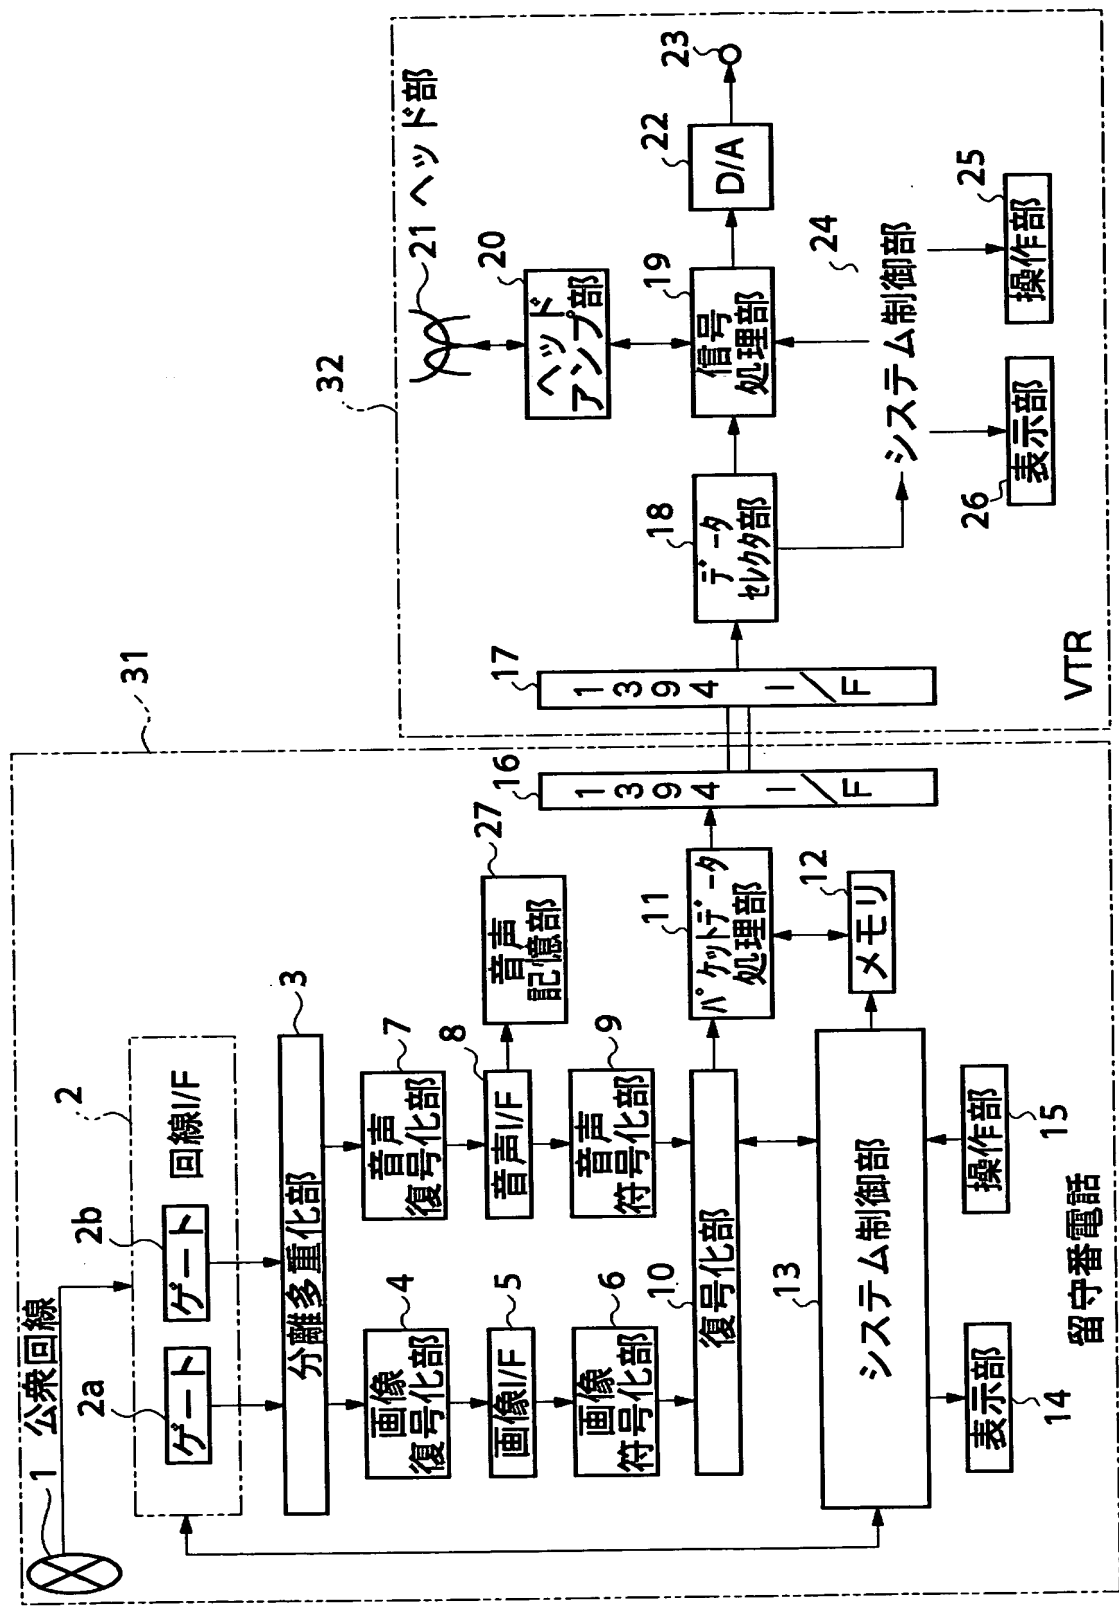 1 公衆回線
2
回線I/F
2a
ゲート
2b
ゲート
3
分離多重化部
4
画像
復号化部
5
画像I/F
6
画像
符号化部
7
音声
復号化部
8
音声I/F
9
音声
符号化部
27
音声
記憶部
10
復号化部
11
パケットデータ
処理部
12
メモリ
13
システム制御部
14
表示部
15
操作部
留守番電話
31
16
1394 I/F
17
1394 I/F
32
18
データ
セレクタ部
19
信号
処理部
20
ヘッド
アンプ部
21 ヘッド部
22
D/A
23
24
システム制御部
25
操作部
26
表示部
VTR